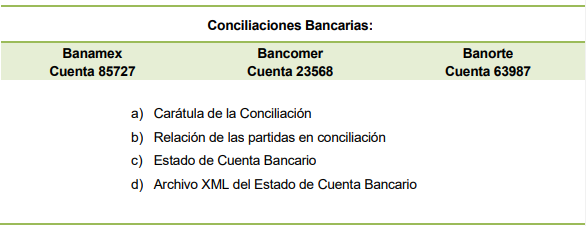 Conciliaciones Bancarias:
Banamex Bancomer Banorte
Cuenta 85727 Cuenta 23568 Cuenta 63987
a) Carátula de la Conciliación
b) Relación de las partidas en conciliación
c) Estado de Cuenta Bancario
d) Archivo XML del Estado de Cuenta Bancario